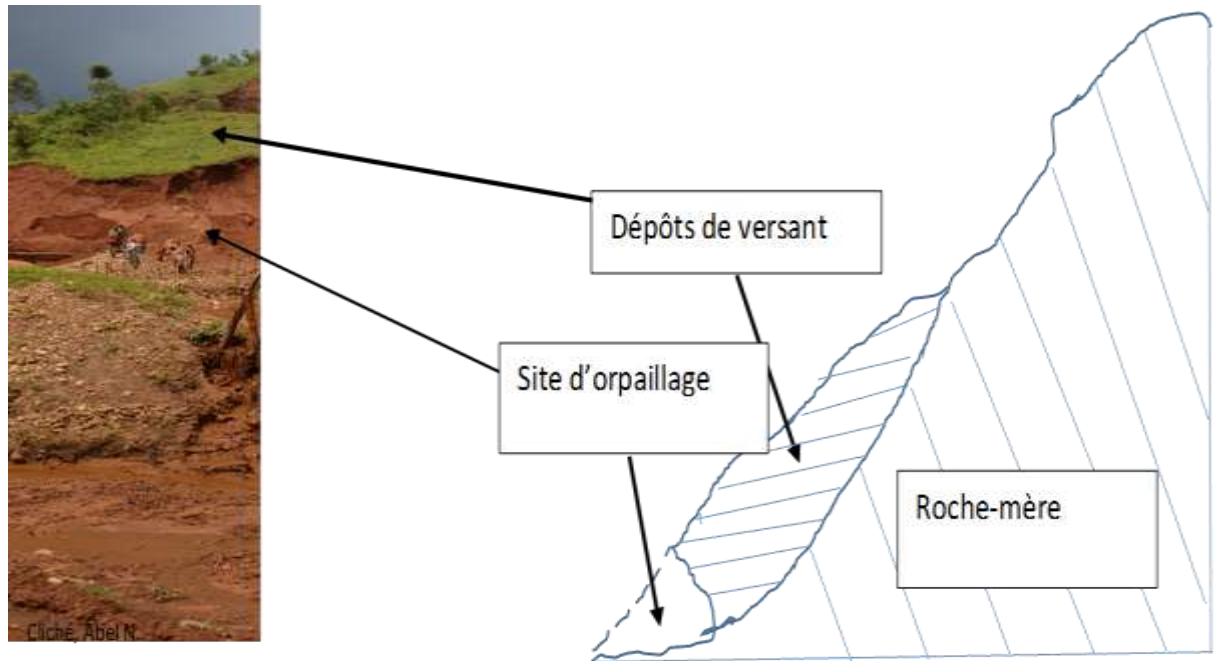 Dépôts de versant
Site d'orpaillage
Roche-mère
Cliché, Abel N.